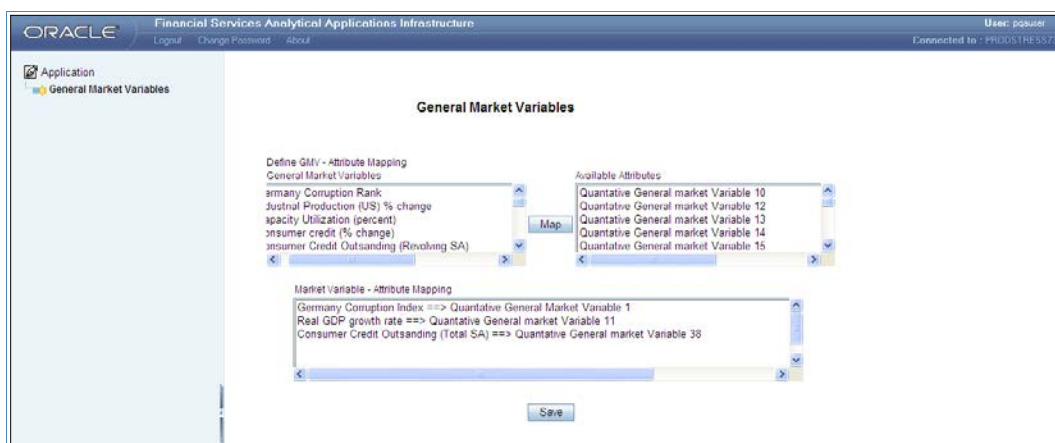 ORACLE
Financial Services Analytical Applications Infrastructure
User: pqauser
Logout Change Password About
Connected to : PRODSTRESS73
Application
General Market Variables
General Market Variables
Define GMV - Attribute Mapping
General Market Variables
ermany Corruption Rank
dustrial Production (US) % change
apacity Utilization (percent)
onsumer credit (% change)
onsumer Credit Outsanding (Revolving SA)
Map
Available Attributes
Quantative General market Variable 10
Quantative General market Variable 12
Quantative General market Variable 13
Quantative General market Variable 14
Quantative General market Variable 15
Market Variable - Attribute Mapping
Germany Corruption Index ==> Quantative General Market Variable 1
Real GDP growth rate ==> Quantative General market Variable 11
Consumer Credit Outsanding (Total SA) ==> Quantative General market Variable 38
Save